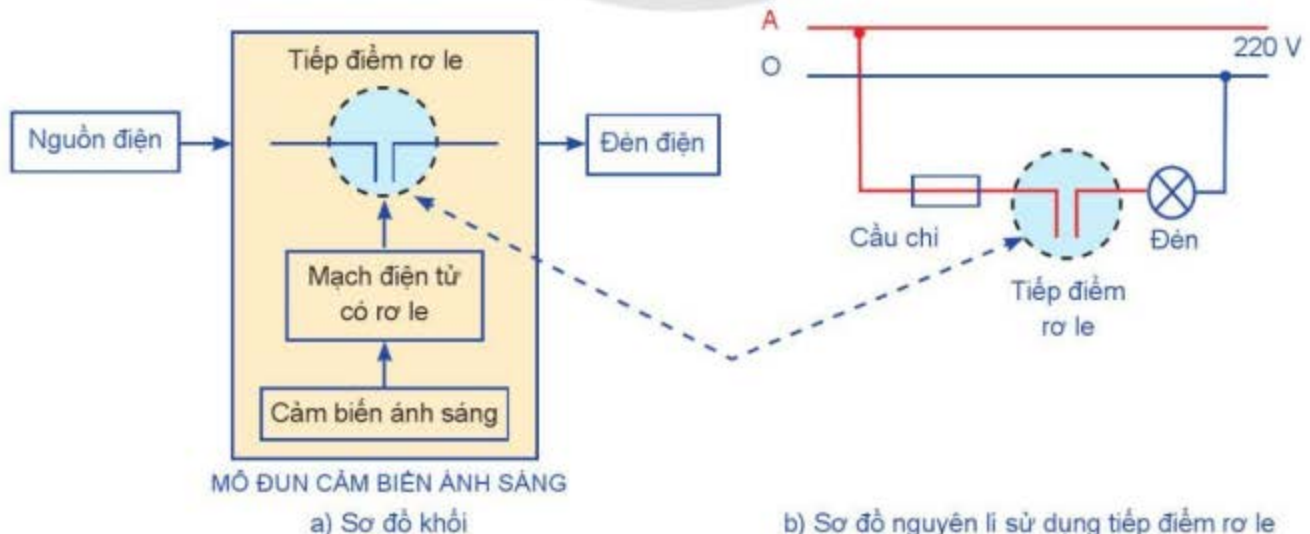 Tiếp điểm rơ le
Nguồn điện
Đèn điện
Mạch điện tử
có rơ le
Cảm biến ánh sáng
MÔ ĐUN CẢM BIẾN ÁNH SÁNG
a) Sơ đồ khối
A
O
220 V
Cầu chì
Đèn
Tiếp điểm
rơ le
b) Sơ đồ nguyên lí sử dụng tiếp điểm rơ le